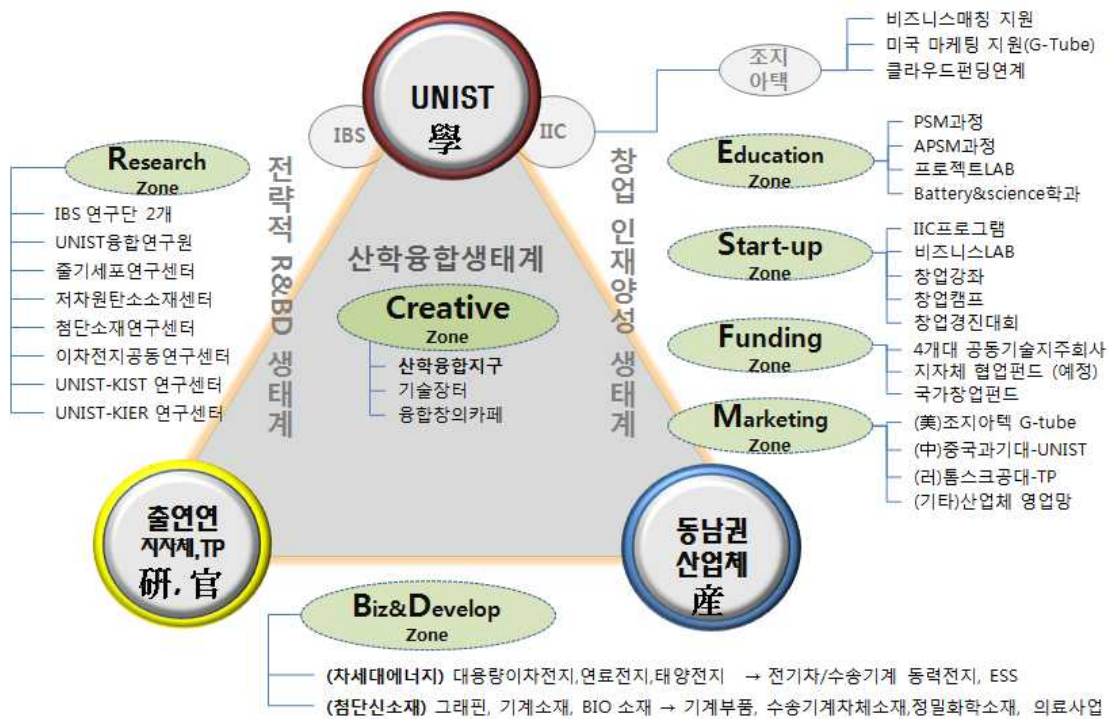 UNIST
學
IBS
IIC
조지
아택
비즈니스매칭 지원
미국 마케팅 지원(G-Tube)
클라우드펀딩연계
Research
Zone
IBS 연구단 2개
UNIST융합연구원
줄기세포연구센터
저차원탄소소재센터
첨단소재연구센터
이차전지공동연구센터
UNIST-KIST 연구센터
UNIST-KIER 연구센터
전략적 R&BD 생태계
산학융합생태계
Creative
Zone
산학융합지구
기술장터
융합창의카페
창업 인재양성 생태계
Education
Zone
PSM과정
APSM과정
프로젝트LAB
Battery&science학과
Start-up
Zone
IIC프로그램
비즈니스LAB
창업강좌
창업캠프
창업경진대회
Funding
Zone
4개대 공동기술지주회사
지자체 협업펀드 (예정)
국가창업펀드
Marketing
Zone
(美)조지아텍 G-tube
(中)중국과기대-UNIST
(러)톰스크공대-TP
(기타)산업체 영업망
출연연
지자체,TP
硏, 官
동남권
산업체
産
Biz&Develop
Zone
(차세대에너지) 대용량이차전지,연료전지,태양전지 → 전기차/수송기계 동력전지, ESS
(첨단신소재) 그래핀, 기계소재, BIO 소재 → 기계부품, 수송기계차체소재,정밀화학소재, 의료사업